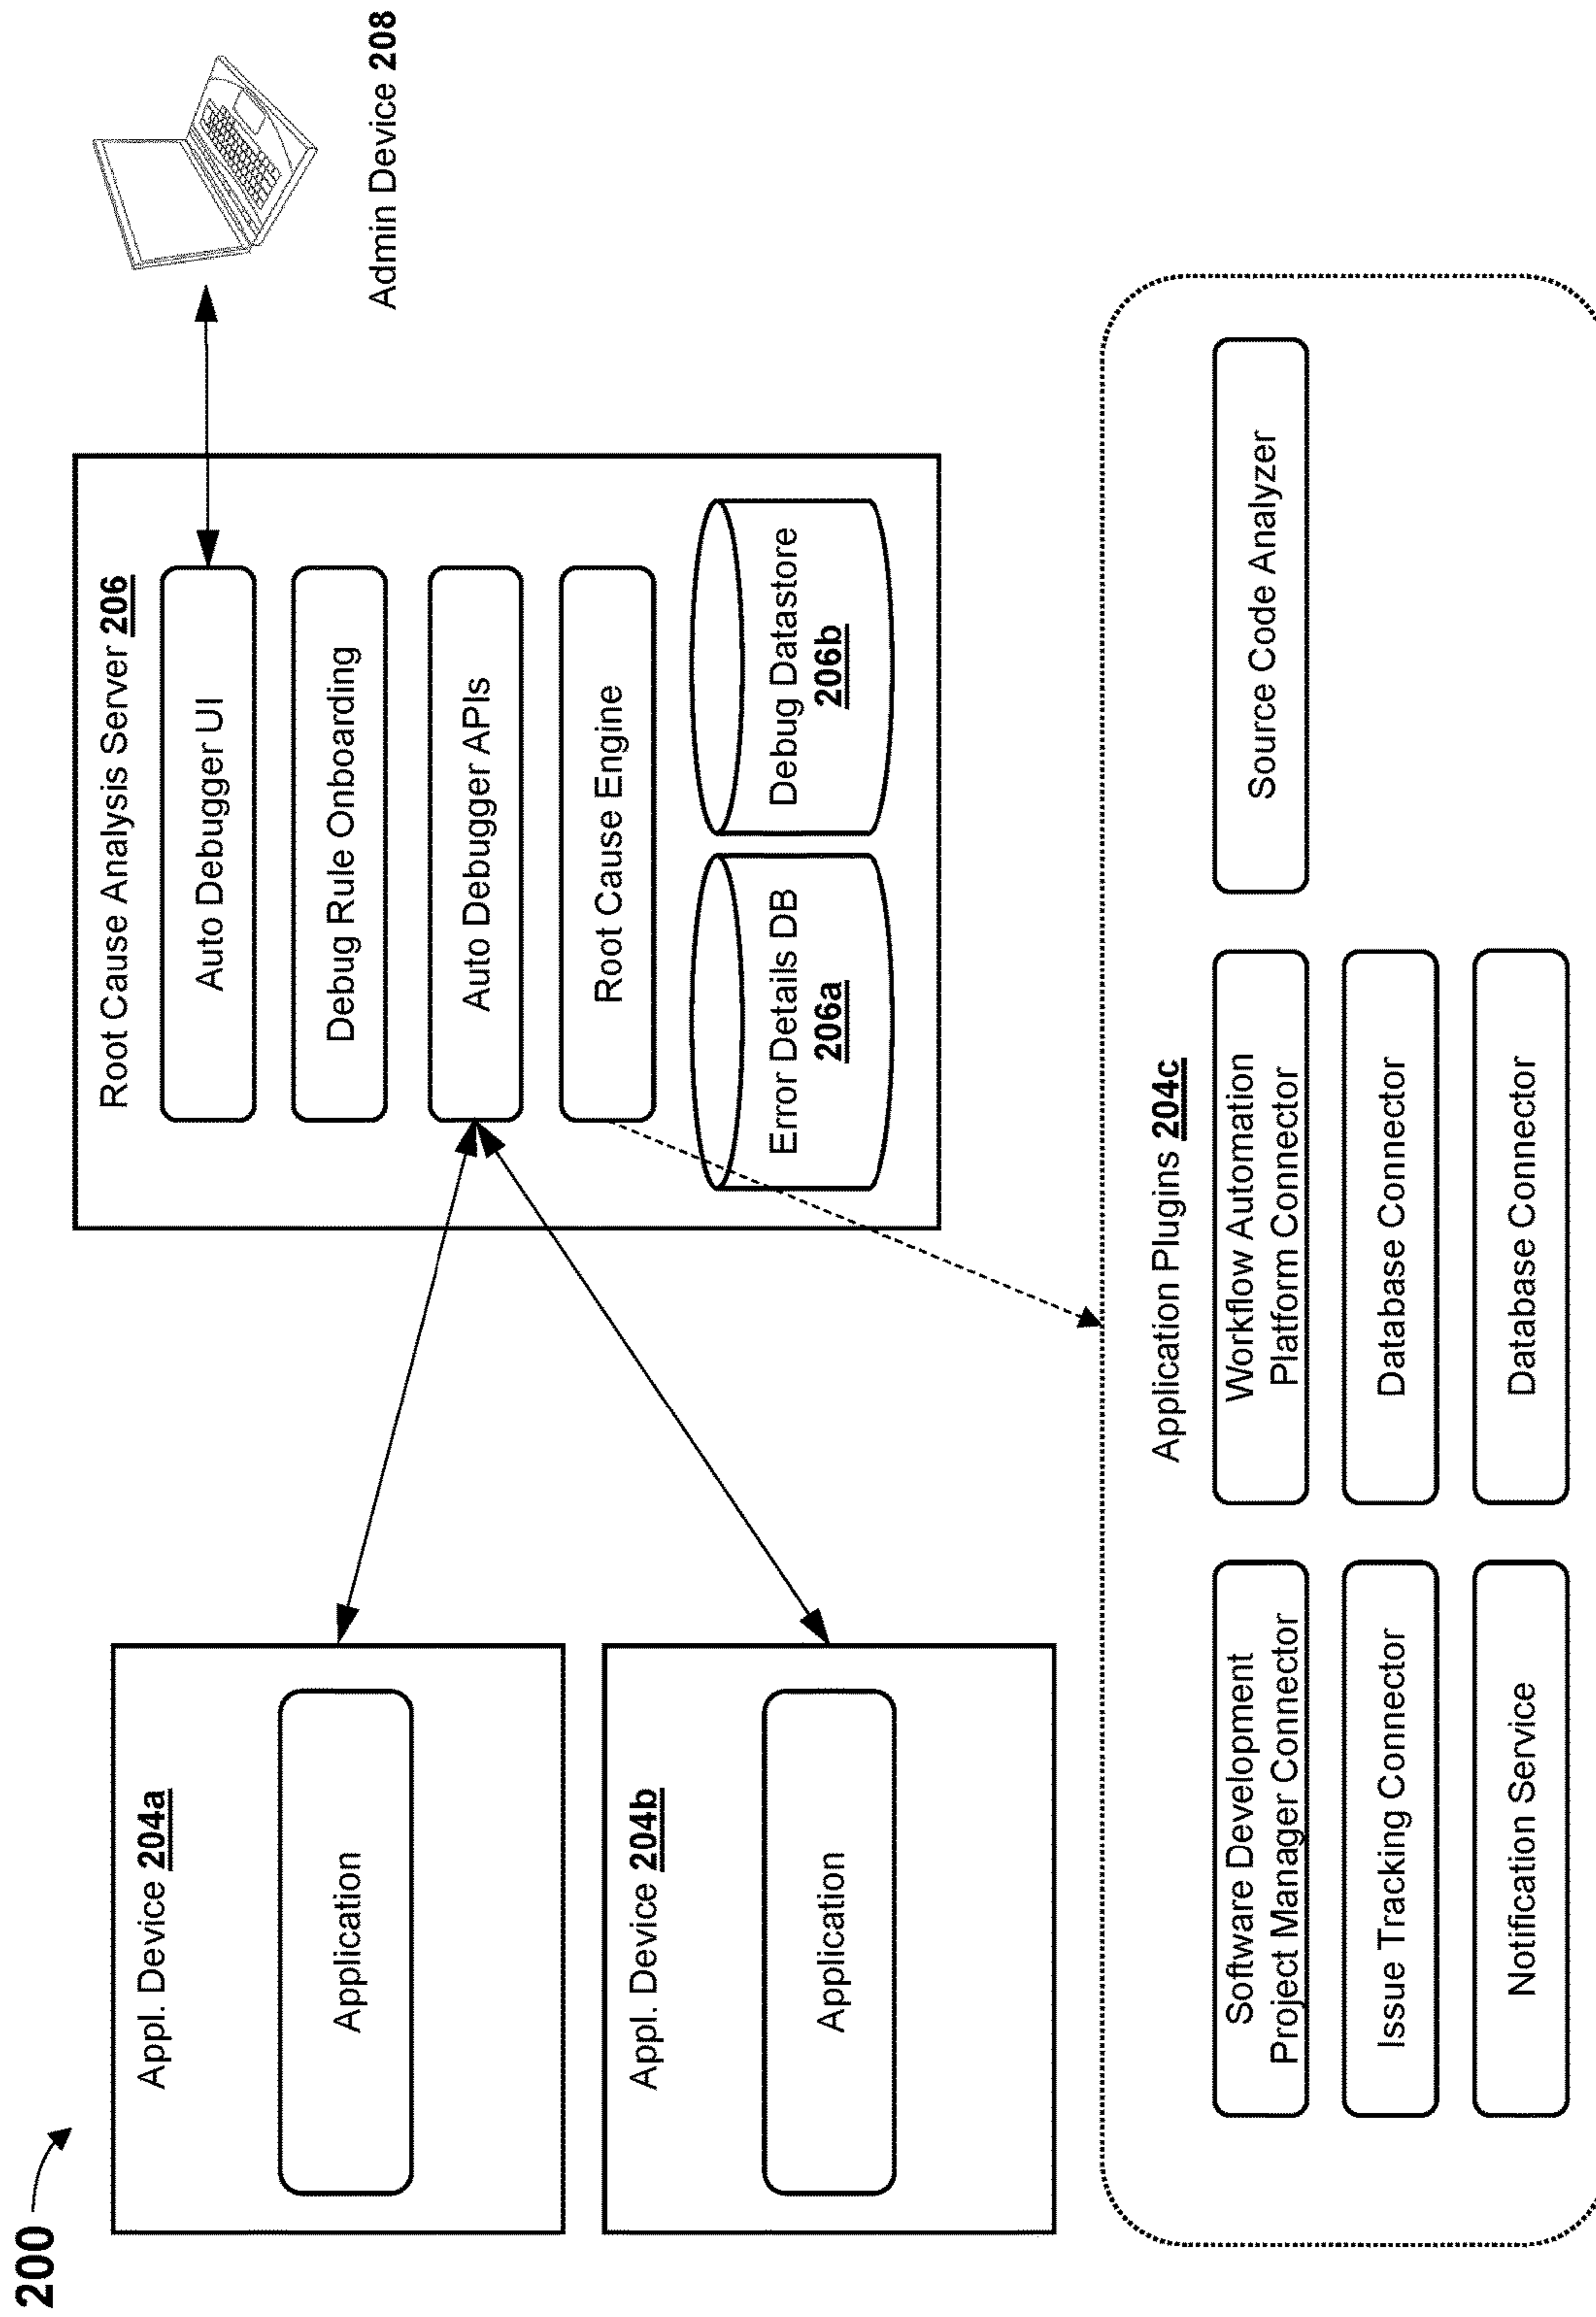 200
Appl. Device 204a
Application
Appl. Device 204b
Application
Root Cause Analysis Server 206
Auto Debugger UI
Debug Rule Onboarding
Auto Debugger APIs
Root Cause Engine
Error Details DB
206a
Debug Datastore
206b
Admin Device 208
Application Plugins 204c
Software Development
Project Manager Connector
Workflow Automation
Platform Connector
Source Code Analyzer
Issue Tracking Connector
Database Connector
Notification Service
Database Connector